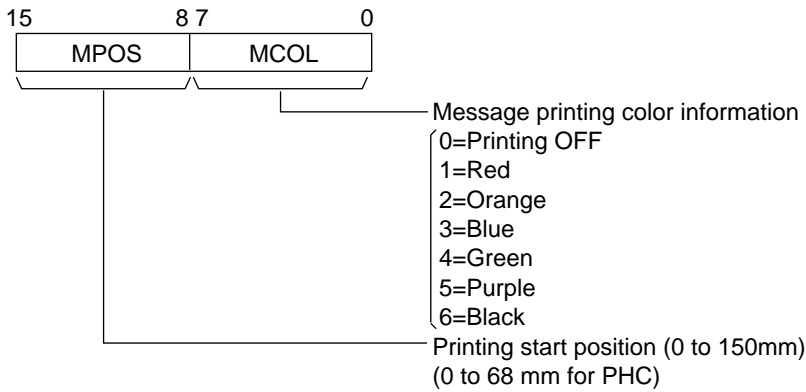 15 8 7 0
MPOS MCOL
Message printing color information
0=Printing OFF
1=Red
2=Orange
3=Blue
4=Green
5=Purple
6=Black
Printing start position (0 to 150mm)
(0 to 68 mm for PHC)